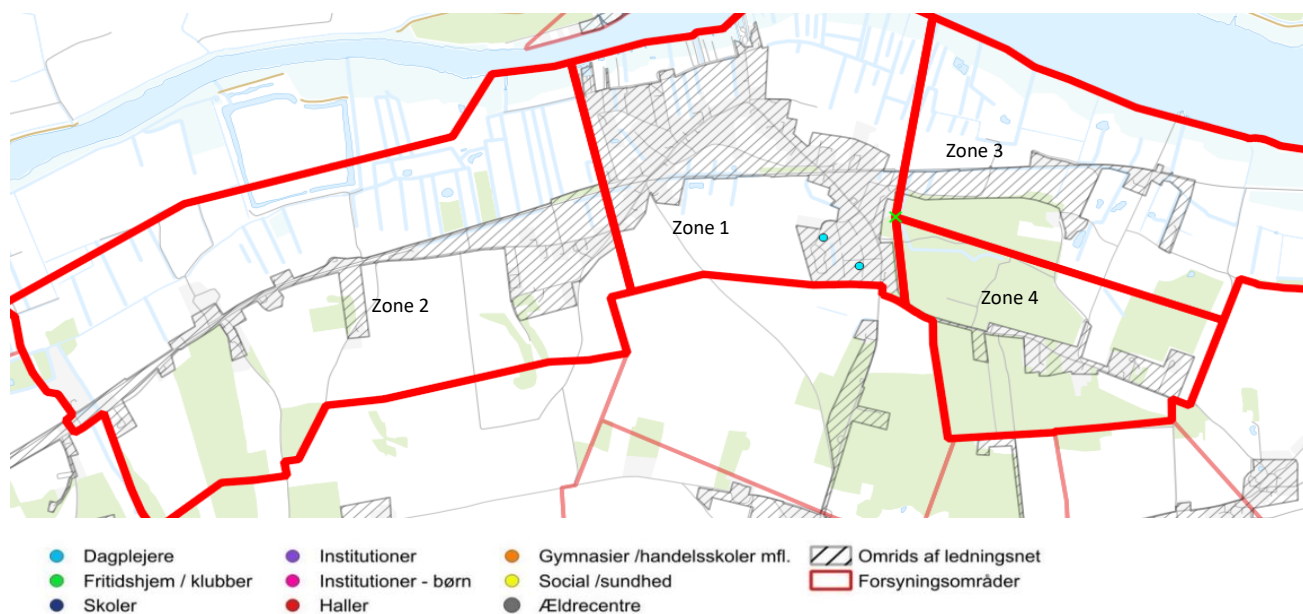 Zone 3
Zone 1
Zone 4
Zone 2
Dagplejere
Institutioner
Gymnasier /handelsskoler mfl.
Omrids af ledningsnet
Fritidshjem / klubber
Institutioner - børn
Social /sundhed
Forsyningsområder
Skoler
Haller
Ældrecentre